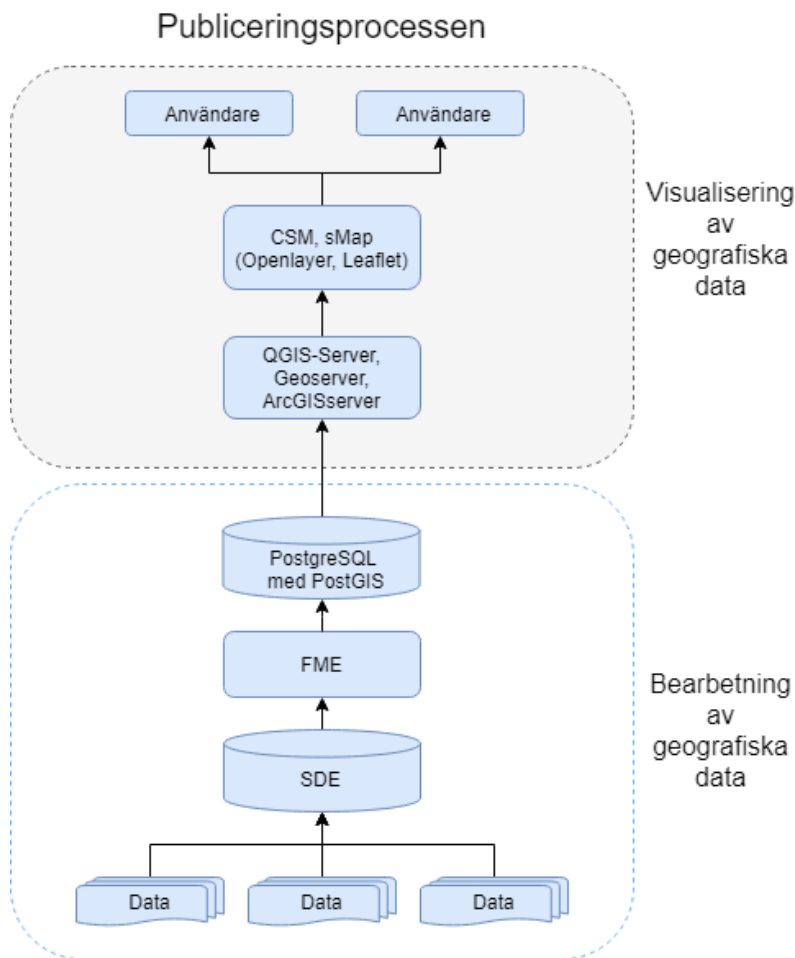 Publiceringsprocessen
Användare
Användare
CSM, sMap
(Openlayer, Leaflet)
Visualisering
av
geografiska
data
QGIS-Server,
Geoserver,
ArcGISserver
PostgreSQL
med PostGIS
FME
Bearbetning
av
geografiska
data
SDE
Data
Data
Data